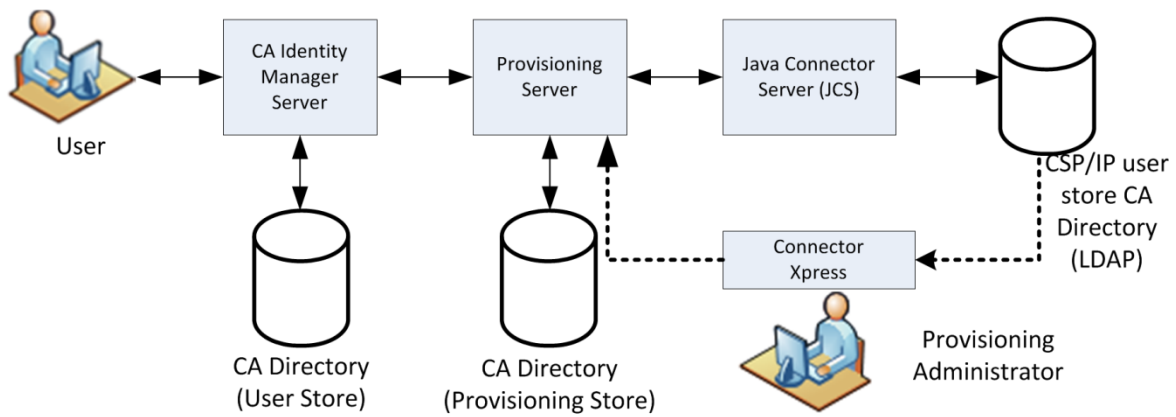 User
CA Identity
Manager
Server
Provisioning
Server
Java Connector
Server (JCS)
CSP/IP user
store CA
Directory
(LDAP)
CA Directory
(User Store)
CA Directory
(Provisioning Store)
Connector
Xpress
Provisioning
Administrator